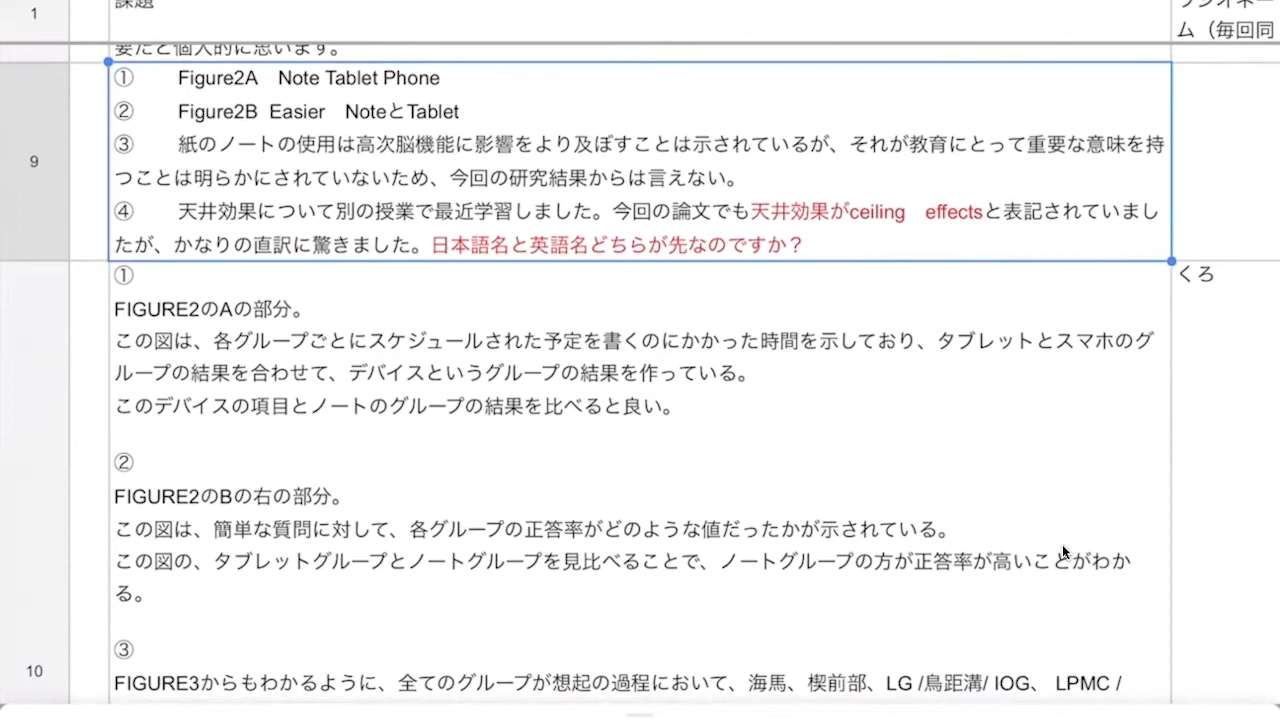 1
課題
ラジオネー
ム（毎回同
要だと個人的に思います。
9
① Figure2A Note Tablet Phone
② Figure2B Easier NoteとTablet
③ 紙のノートの使用は高次脳機能に影響をより及ぼすことは示されているが、それが教育にとって重要な意味を持
つことは明らかにされていないため、今回の研究結果からは言えない。
④ 天井効果について別の授業で最近学習しました。今回の論文でも天井効果がceiling effectsと表記されていまし
たが、かなりの直訳に驚きました。日本語名と英語名どちらが先なのですか？
くろ
①
FIGURE2のAの部分。
この図は、各グループごとにスケジュールされた予定を書くのにかかった時間を示しており、タブレットとスマホのグ
ループの結果を合わせて、デバイスというグループの結果を作っている。
このデバイスの項目とノートのグループの結果を比べると良い。
②
FIGURE2のBの右の部分。
この図は、簡単な質問に対して、各グループの正答率がどのような値だったかが示されている。
この図の、タブレットグループとノートグループを見比べることで、ノートグループの方が正答率が高いことがわか
る。
③
10
FIGURE3からもわかるように、全てのグループが想起の過程において、海馬、楔前部、LG /鳥距溝/ IOG、 LPMC /